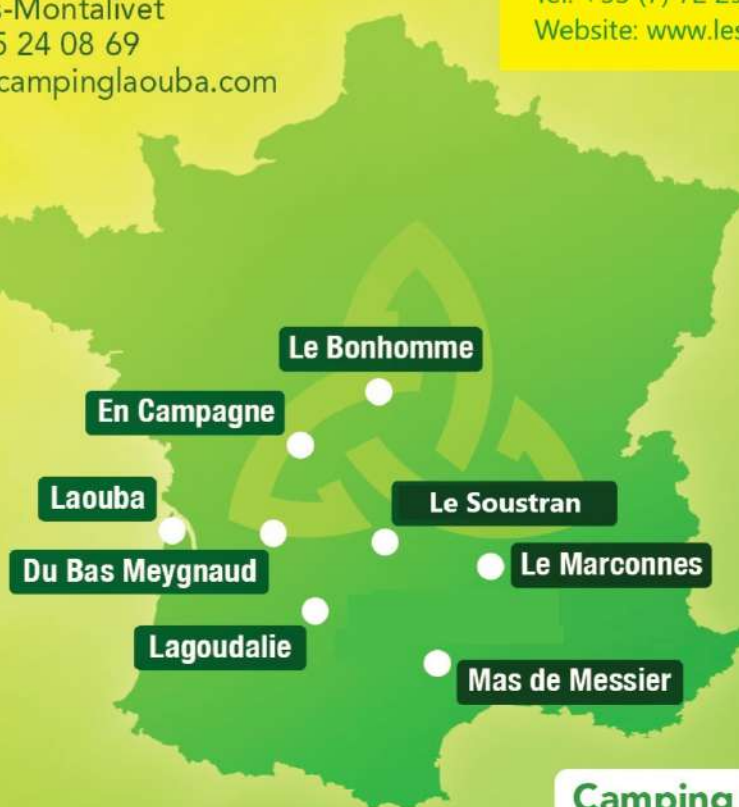 -Montalivet
5 24 08 69
campinglaouba.com
Website: www.les
Le Bonhomme
En Campagne
Laouba
Le Soustran
Le Marconnes
Du Bas Meygnaud
Lagoudalie
Mas de Messier
Camping